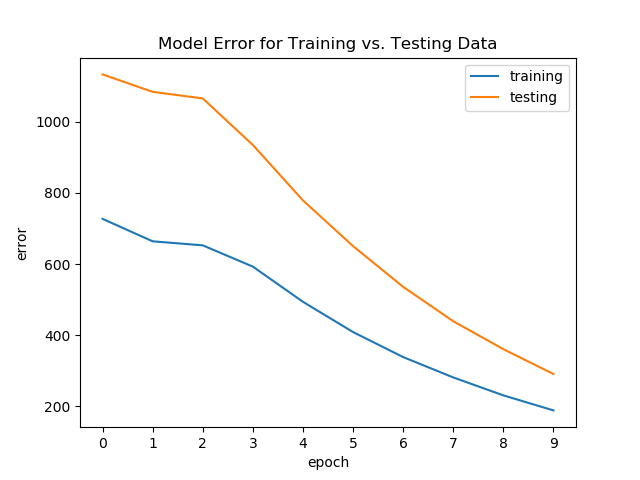 Model Error for Training vs. Testing Data
training
testing
error
1000
800
600
400
200
0 1 2 3 4 5 6 7 8 9
epoch